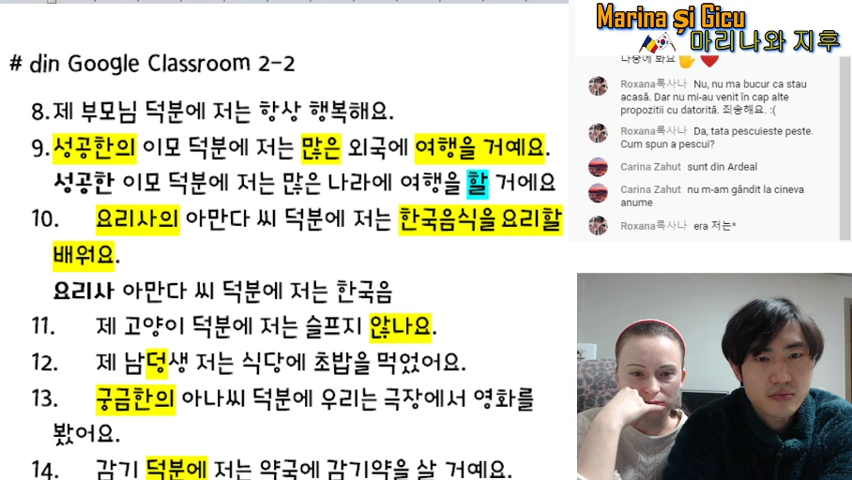 # din Google Classroom 2-2
8. 제 부모님 덕분에 저는 항상 행복해요.
9. 성공한의 이모 덕분에 저는 많은 외국에 여행을 거예요.
성공한 이모 덕분에 저는 많은 나라에 여행을 할 거에요
10. 요리사의 아만다 씨 덕분에 저는 한국음식을 요리할
배워요.
요리사 아만다 씨 덕분에 저는 한국음
11. 제 고양이 덕분에 저는 슬프지 않나요.
12. 제 남덩생 저는 식당에 초밥을 먹었어요.
13. 궁금한의 아나씨 덕분에 우리는 극장에서 영화를
봤어요.
14. 감기 덕분에 저는 약국에 감기약을 살 거예요.
Marina și Gicu
마리나와 지후
나중에 봐요
Roxana록사나 Nu, nu ma bucur ca stau
acasă. Dar nu mi-au venit în cap alte
propozitii cu datorită. 죄송해요. :(
Roxana록사나 Da, tata pescuieste peste.
Cum spun a pescui?
Carina Zahut sunt din Ardeal
Carina Zahut nu m-am gândit la cineva
anume
Roxana록사나 era 저는*